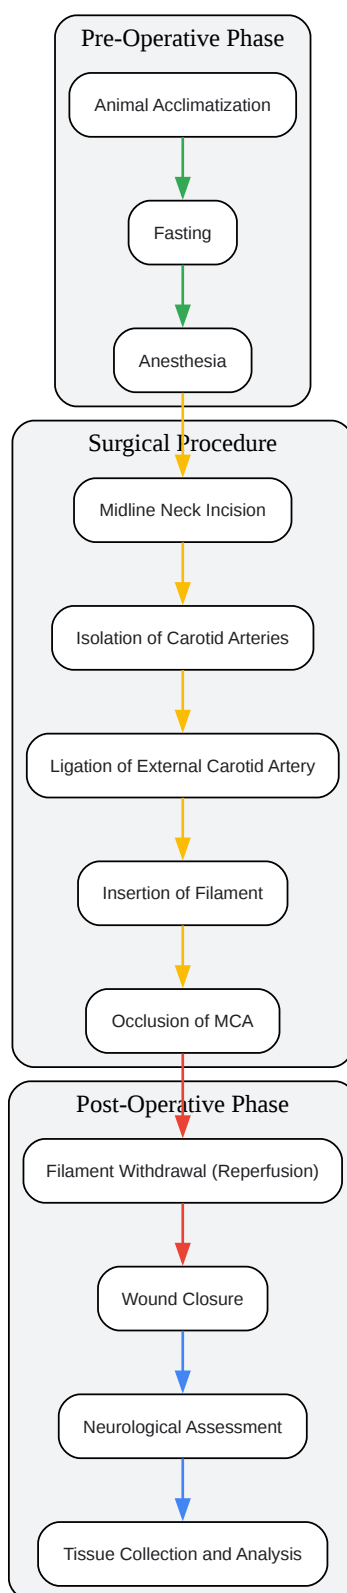 Pre-Operative Phase
Animal Acclimatization
Fasting
Anesthesia
Surgical Procedure
Midline Neck Incision
Isolation of Carotid Arteries
Ligation of External Carotid Artery
Insertion of Filament
Occlusion of MCA
Post-Operative Phase
Filament Withdrawal (Reperfusion)
Wound Closure
Neurological Assessment
Tissue Collection and Analysis